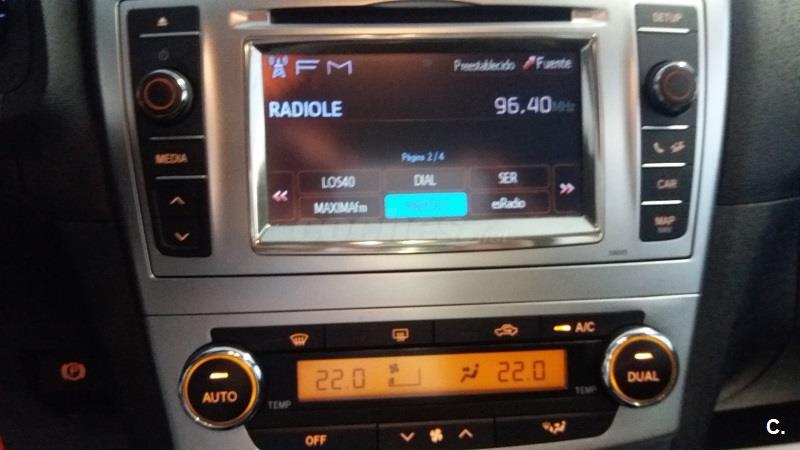 SETUP
FM
Preestablecido
Fuente
RADIOLE
96.40MHz
Página 2/4
LOS40
DIAL
SER
MAXIMAfm
esRadio
MEDIA
CAR
MAP
NAV
A/C
AUTO
TEMP
22.0
22.0
TEMP
DUAL
OFF
C.